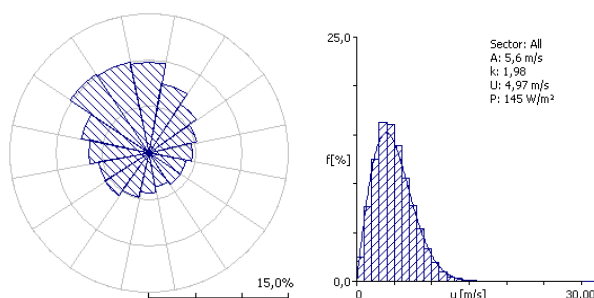 25,0
Sector: All
A: 5,6 m/s
k: 1,98
U: 4,97 m/s
P: 145 W/m²
f[%]
15,0%
0,0
0
u [m/s]
30,00